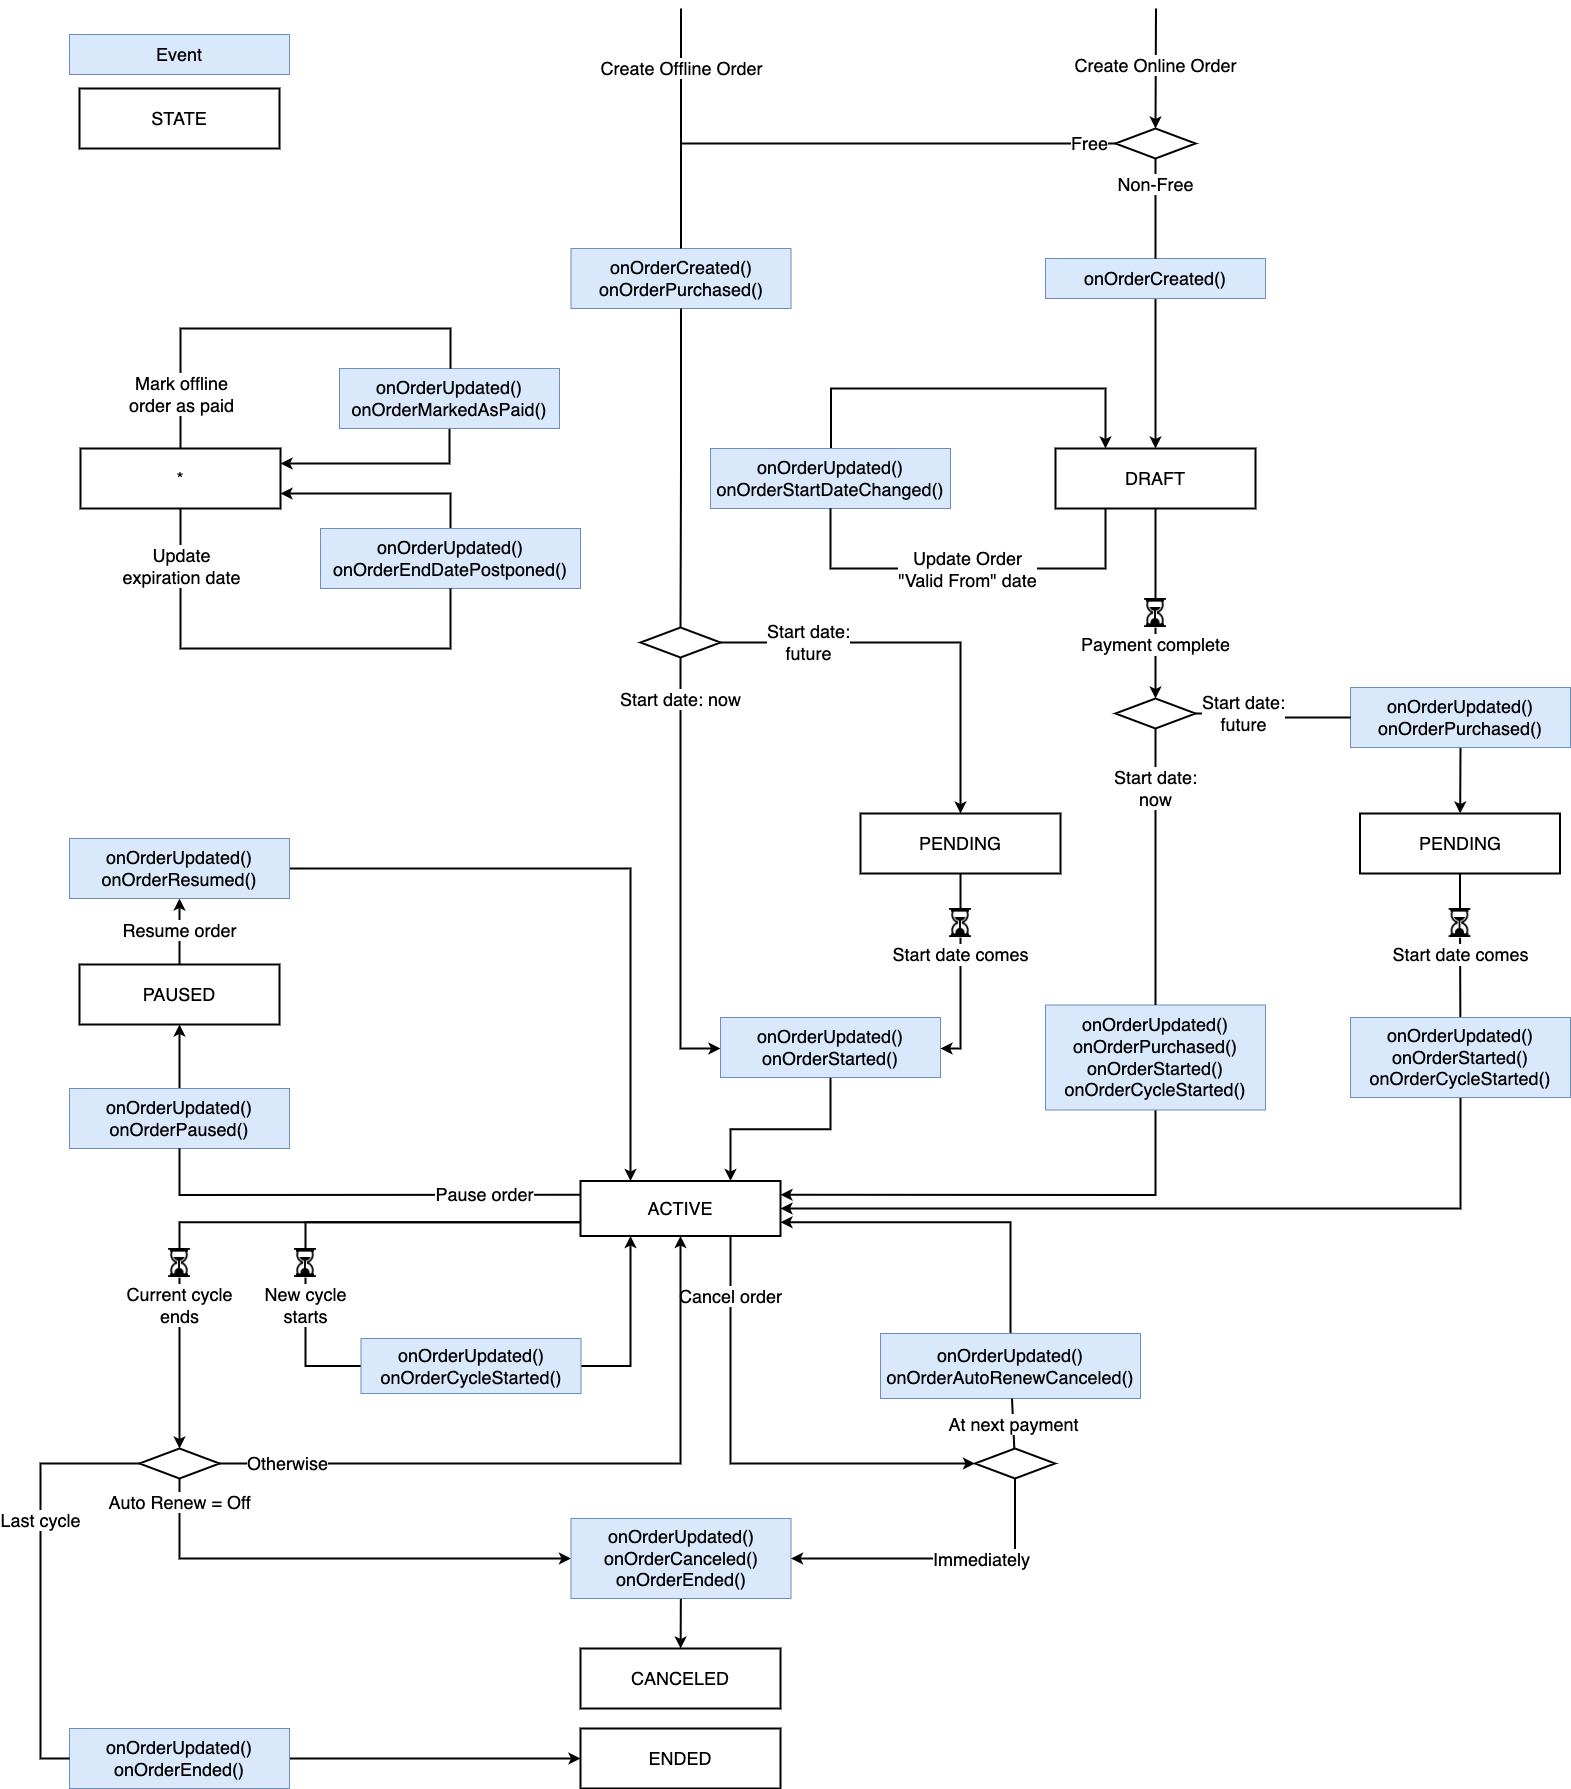 Event
STATE
Create Offline Order
Create Online Order
Free
Non-Free
onOrderCreated()
onOrderPurchased()
onOrderCreated()
Mark offline
order as paid
onOrderUpdated()
onOrderMarkedAsPaid()
*
Update
expiration date
onOrderUpdated()
onOrderEndDatePostponed()
onOrderUpdated()
onOrderStartDateChanged()
DRAFT
Update Order
"Valid From" date
Payment complete
Start date:
future
Start date: now
Start date:
future
onOrderUpdated()
onOrderPurchased()
Start date:
now
PENDING
PENDING
Start date comes
Start date comes
onOrderUpdated()
onOrderResumed()
Resume order
PAUSED
onOrderUpdated()
onOrderPaused()
onOrderUpdated()
onOrderStarted()
onOrderUpdated()
onOrderPurchased()
onOrderStarted()
onOrderCycleStarted()
onOrderUpdated()
onOrderStarted()
onOrderCycleStarted()
Pause order
ACTIVE
Current cycle
ends
New cycle
starts
Cancel order
onOrderUpdated()
onOrderCycleStarted()
onOrderUpdated()
onOrderAutoRenewCanceled()
At next payment
Otherwise
Auto Renew = Off
Last cycle
onOrderUpdated()
onOrderCanceled()
onOrderEnded()
Immediately
CANCELED
onOrderUpdated()
onOrderEnded()
ENDED